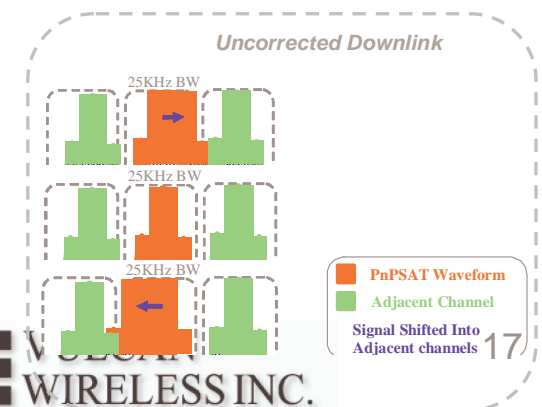 Uncorrected Downlink
25KHz BW
25KHz BW
25KHz BW
PnPSAT Waveform
Adjacent Channel
Signal Shifted Into
Adjacent channels
17
VULCAN
WIRELESS INC.